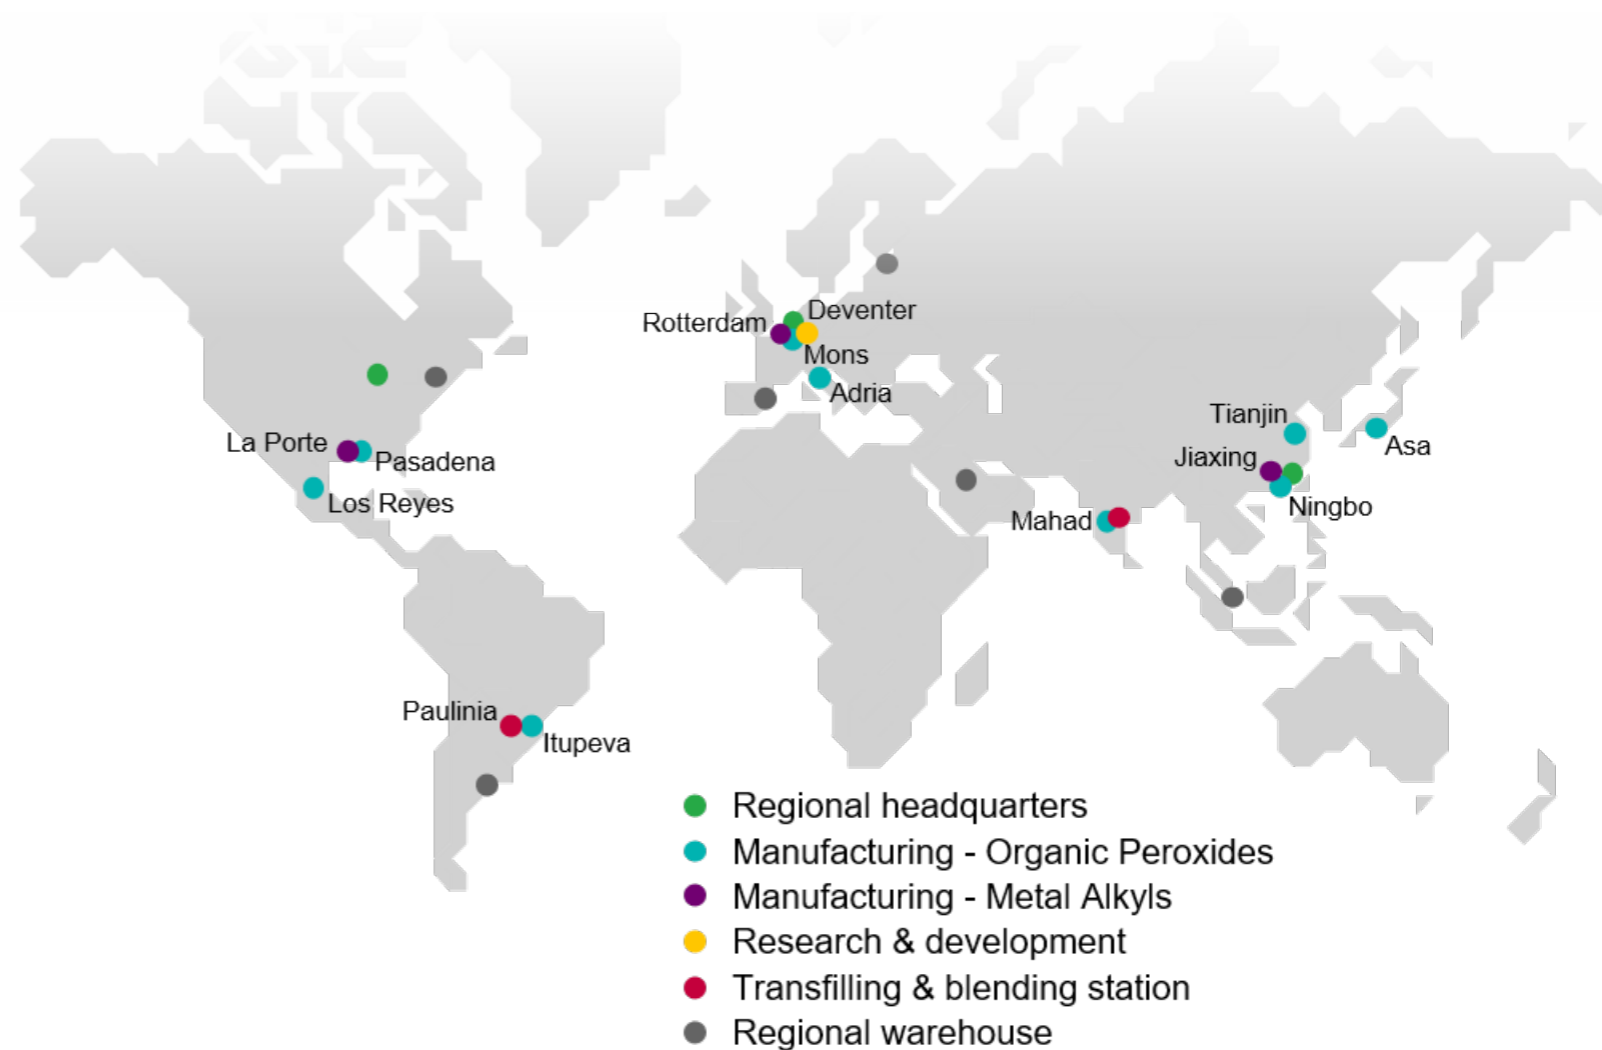 Deventer
Rotterdam
Mons
Adria
Tianjin
La Porte
Asa
Jiaxing
Pasadena
Los Reyes
Ningbo
Mahad
Paulinia
Itupeva
Regional headquarters
Manufacturing - Organic Peroxides
Manufacturing - Metal Alkyls
Research & development
Transfilling & blending station
Regional warehouse